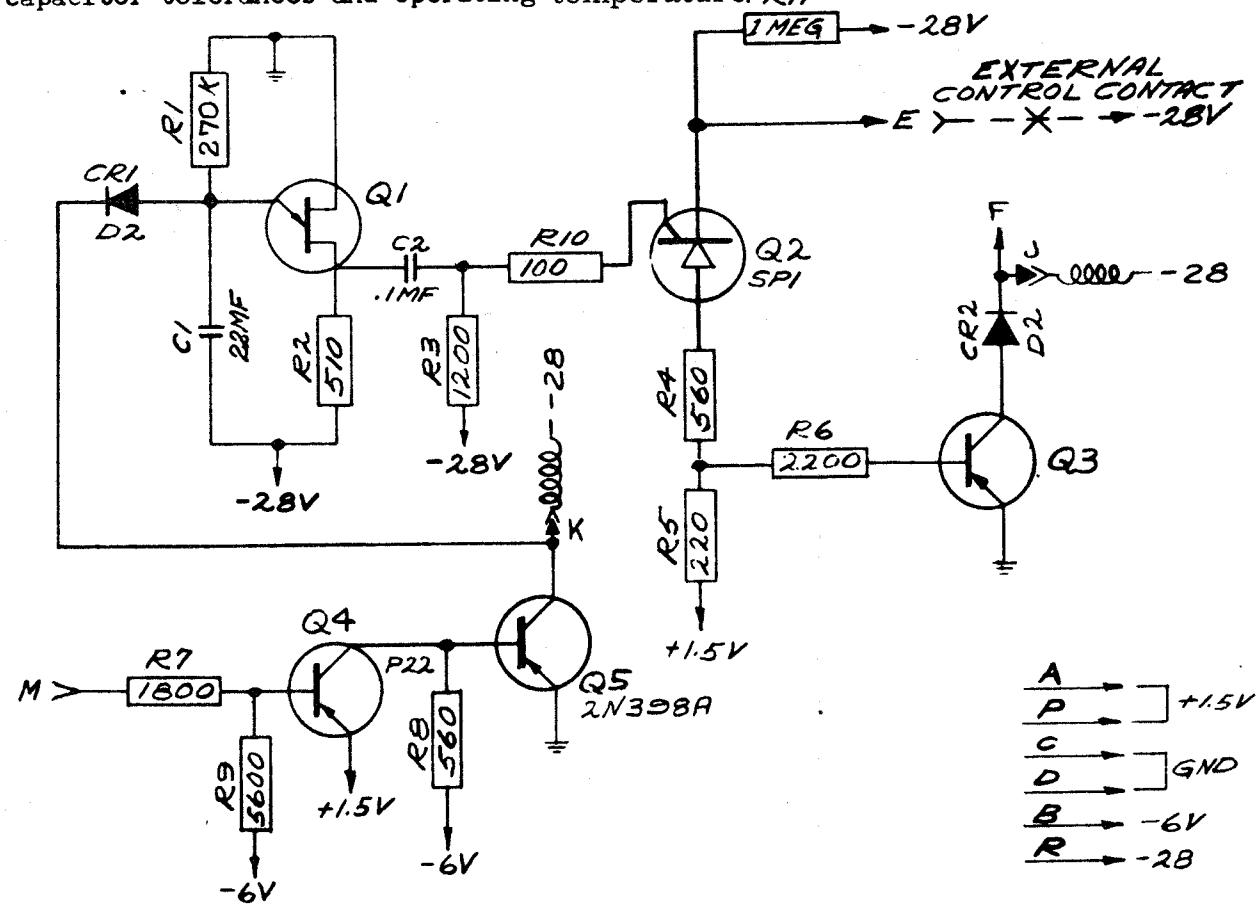 capacitor tolerances and operating temperature. R11
1 MEG
-28V
EXTERNAL
CONTROL CONTACT
E
-28V
R1
270K
CR1
D2
Q1
C2
.1MF
R10
100
Q2
SP1
F
J
-28
CR2
D2
C1
22MF
R2
510
R3
1200
-28
R4
560
R6
2200
Q3
-28V
-28V
K
R5
220
+1.5V
Q4
P22
Q5
2N398A
M
R7
1800
R8
560
R9
5600
+1.5V
-6V
-6V
A
P
+1.5V
C
D
GND
B
-6V
R
-28